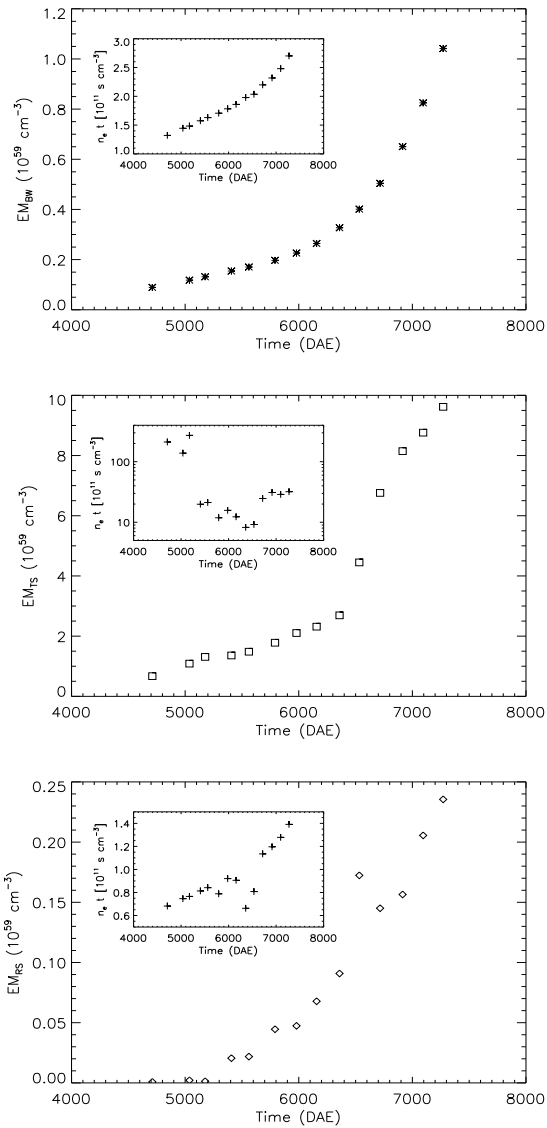 1.2
1.0
0.8
0.6
0.4
0.2
0.0
EM_BW (10^59 cm^−3)
4000 5000 6000 7000 8000
Time (DAE)
3.0
2.5
2.0
1.5
1.0
n_e t [10^11 s cm^−3]
4000 5000 6000 7000 8000
Time (DAE)
10
8
6
4
2
0
EM_TS (10^59 cm^−3)
4000 5000 6000 7000 8000
Time (DAE)
100
10
n_e t [10^11 s cm^−3]
4000 5000 6000 7000 8000
Time (DAE)
0.25
0.20
0.15
0.10
0.05
0.00
EM_RS (10^59 cm^−3)
4000 5000 6000 7000 8000
Time (DAE)
1.4
1.2
1.0
0.8
0.6
n_e t [10^11 s cm^−3]
4000 5000 6000 7000 8000
Time (DAE)